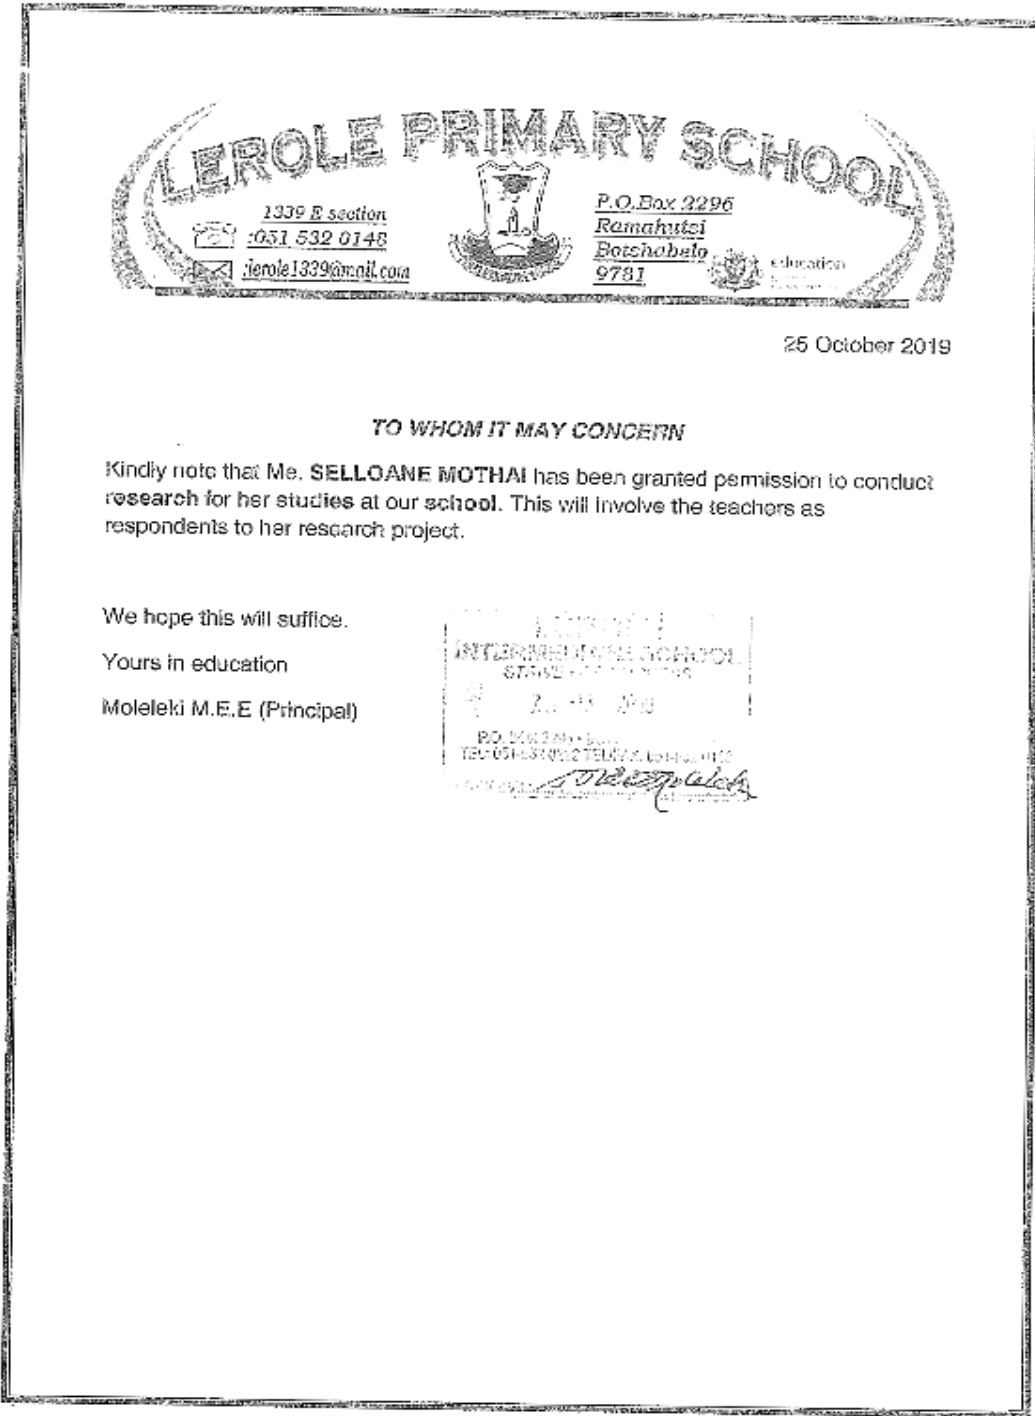 LEROLE PRIMARY SCHOOL
1339 E section
:051 532 0148
:lerole1339@mail.com
P.O.Box 2296
Ramahutsi
Botshabelo
9781
education
25 October 2019
TO WHOM IT MAY CONCERN
Kindly note that Me. SELLOANE MOTHAI has been granted permission to conduct
research for her studies at our school. This will involve the teachers as
respondents to her research project.
We hope this will suffice.
Yours in education
Moleleki M.E.E (Principal)
INTERMEDIATE SCHOOL